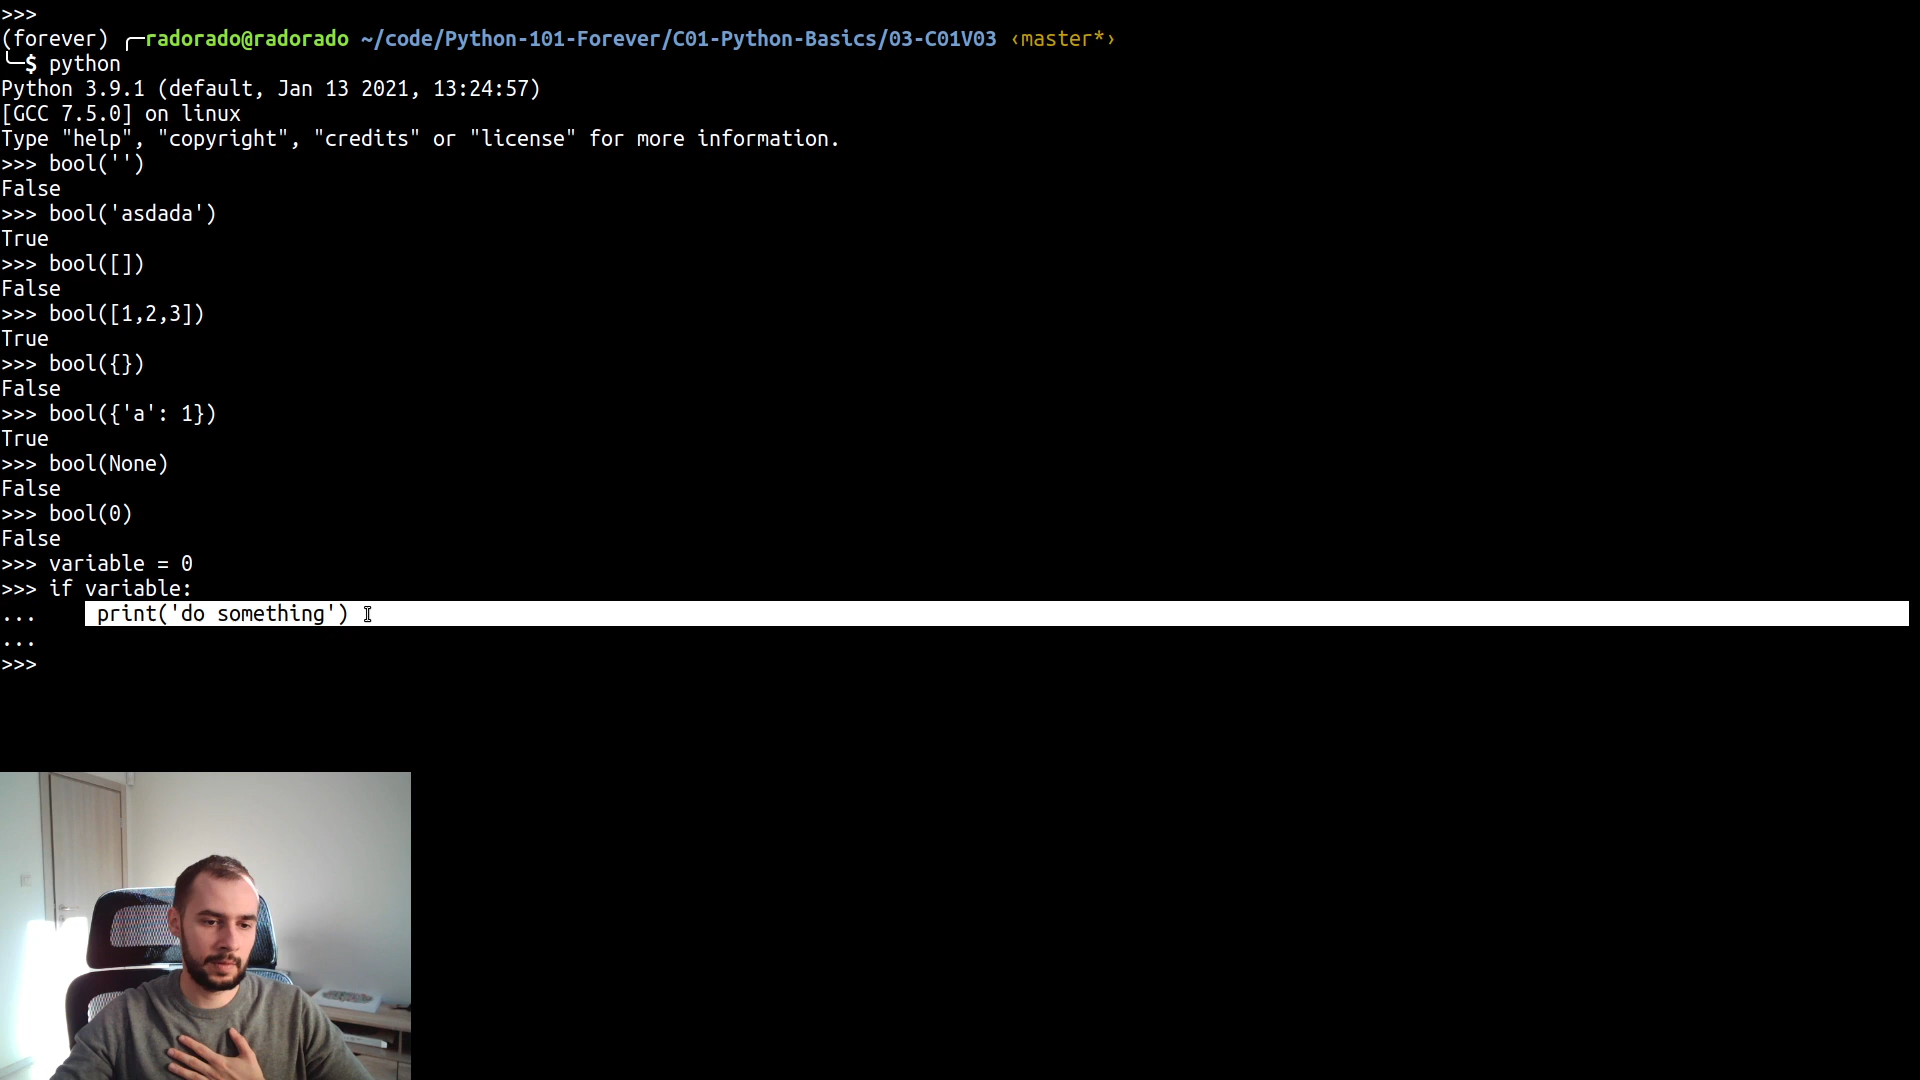 >>>
(forever) ╭─radorado@radorado ~/code/Python-101-Forever/C01-Python-Basics/03-C01V03 ‹master*›
╰─$ python
Python 3.9.1 (default, Jan 13 2021, 13:24:57)
[GCC 7.5.0] on linux
Type "help", "copyright", "credits" or "license" for more information.
>>> bool('')
False
>>> bool('asdada')
True
>>> bool([])
False
>>> bool([1,2,3])
True
>>> bool({})
False
>>> bool({'a': 1})
True
>>> bool(None)
False
>>> bool(0)
False
>>> variable = 0
>>> if variable:
...     print('do something')
...
>>>